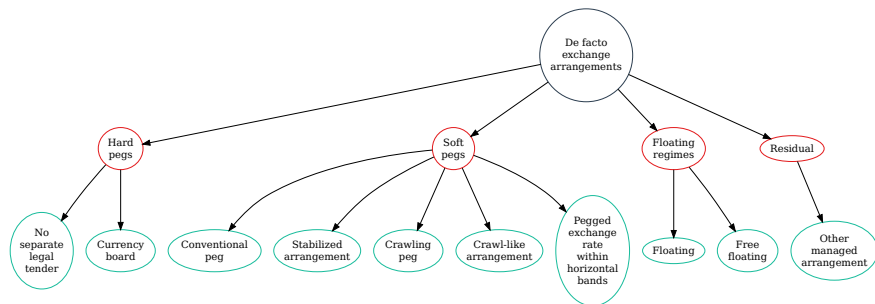 De facto
exchange
arrangements
Hard
pegs
Soft
pegs
Floating
regimes
Residual
No
separate
legal
tender
Currency
board
Conventional
peg
Stabilized
arrangement
Crawling
peg
Crawl-like
arrangement
Pegged
exchange
rate
within
horizontal
bands
Floating
Free
floating
Other
managed
arrangement